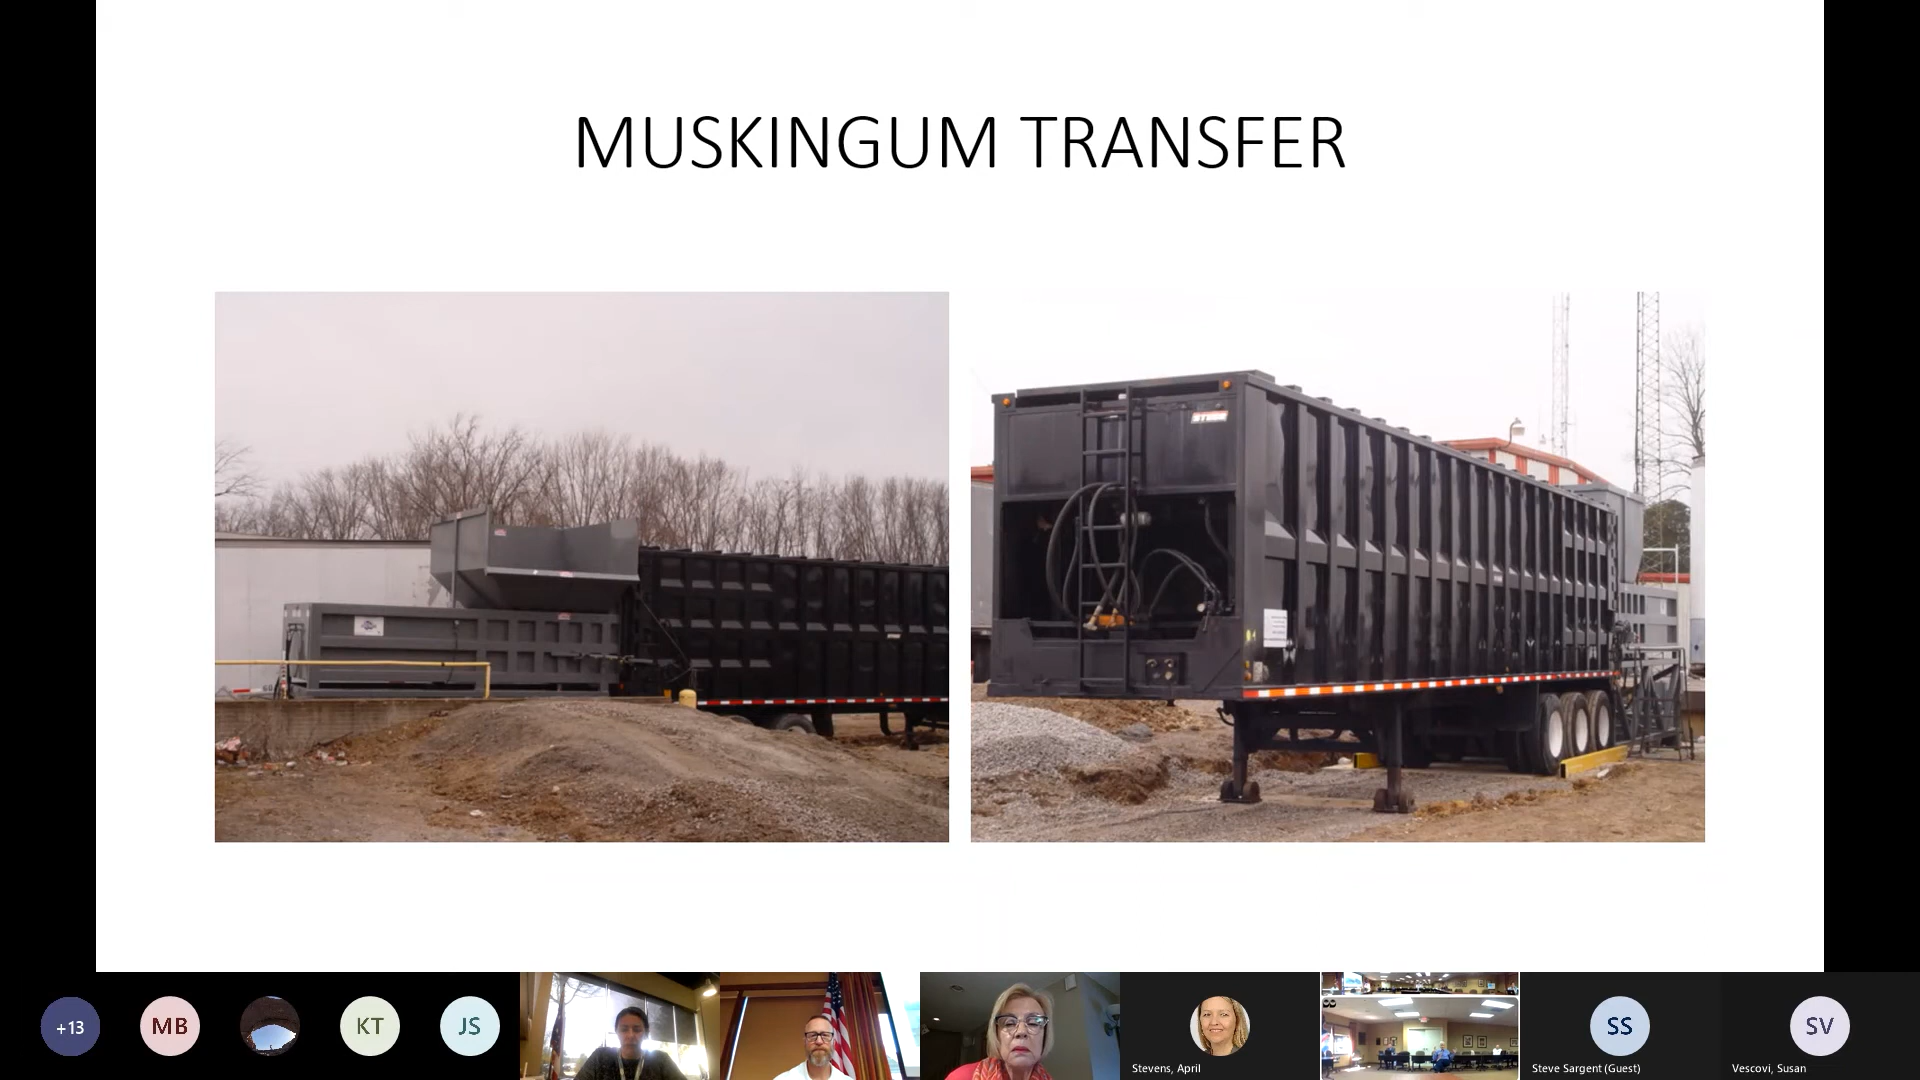 MUSKINGUM TRANSFER
+13
MB
KT
JS
Stevens, April
SS
Steve Sargent (Guest)
SV
Vescovi, Susan